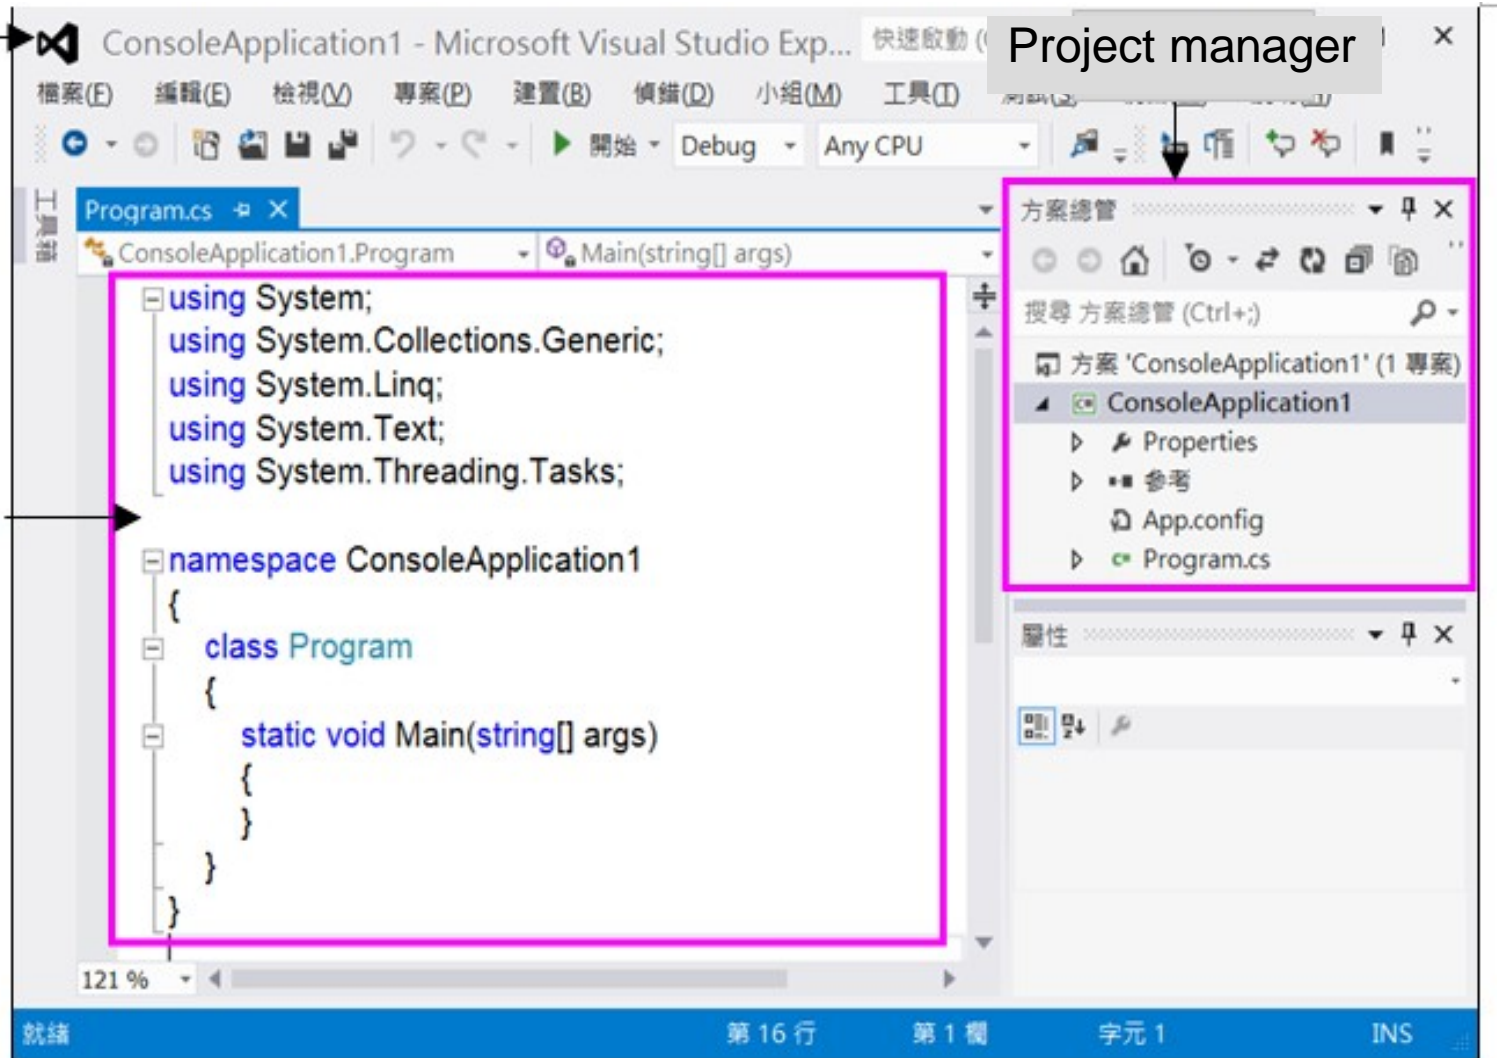 ConsoleApplication1 - Microsoft Visual Studio Exp... 快速啟動
Project manager
檔案(F) 編輯(E) 檢視(V) 專案(P) 建置(B) 偵錯(D) 小組(M) 工具(T)
開始 Debug Any CPU
工具箱
Program.cs
ConsoleApplication1.Program Main(string[] args)
using System;
using System.Collections.Generic;
using System.Linq;
using System.Text;
using System.Threading.Tasks;
namespace ConsoleApplication1
{
class Program
{
static void Main(string[] args)
{
}
}
}
121 %
方案總管
搜尋 方案總管 (Ctrl+;)
方案 'ConsoleApplication1' (1 專案)
ConsoleApplication1
Properties
參考
App.config
Program.cs
屬性
就緒 第 16 行 第 1 欄 字元 1 INS